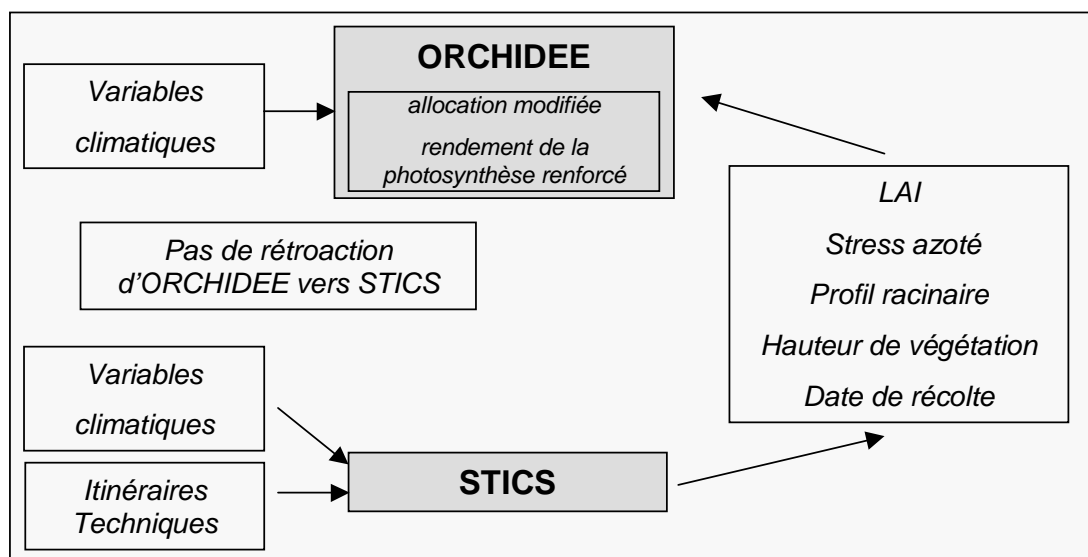 ORCHIDEE
allocation modifiée
rendement de la
photosynthèse renforcé
Variables
climatiques
Pas de rétroaction
d’ORCHIDEE vers STICS
LAI
Stress azoté
Profil racinaire
Hauteur de végétation
Date de récolte
Variables
climatiques
Itinéraires
Techniques
STICS